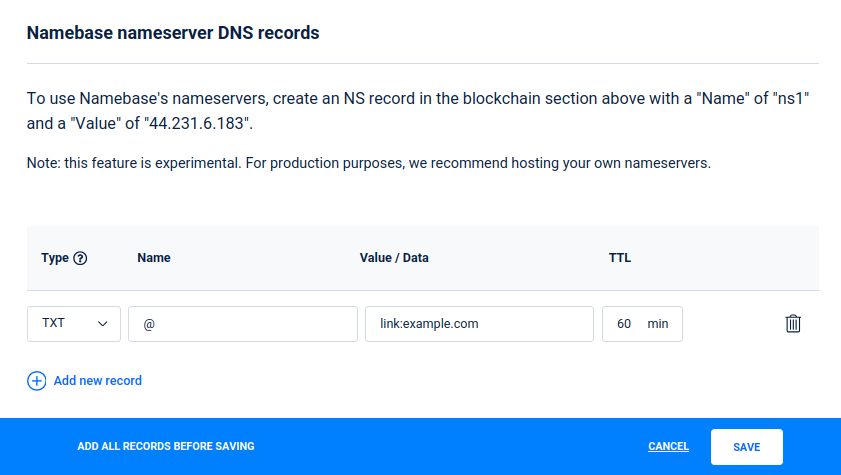 Namebase nameserver DNS records
To use Namebase's nameservers, create an NS record in the blockchain section above with a "Name" of "ns1"
and a "Value" of "44.231.6.183".
Note: this feature is experimental. For production purposes, we recommend hosting your own nameservers.
Type ? Name Value / Data TTL
TXT @ link:example.com 60 min
Add new record
ADD ALL RECORDS BEFORE SAVING CANCEL SAVE